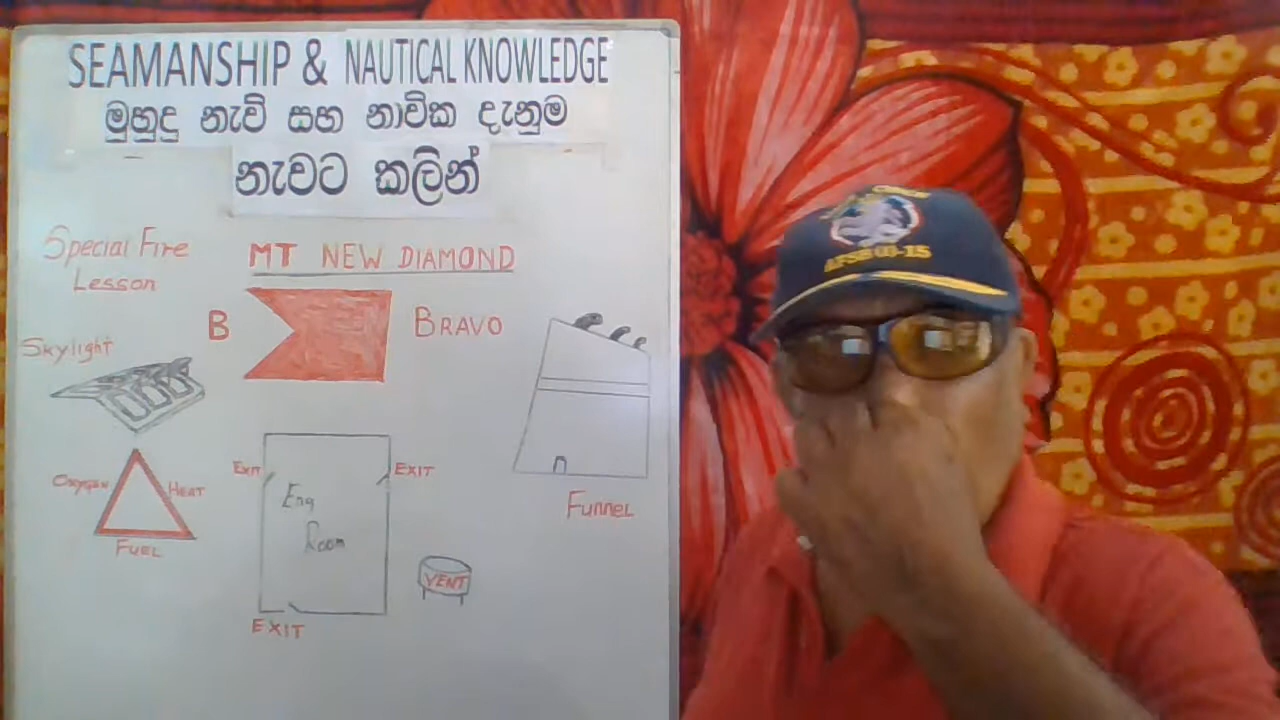 SEAMANSHIP & NAUTICAL KNOWLEDGE
මුහුදු නැවි සහ නාවික දැනුම
නැවට කලින්
Special Fire
Lesson
MT NEW DIAMOND
B
BRAVO
Skylight
OXYGEN
HEAT
FUEL
EXIT
EXIT
Eng
Room
EXIT
VENT
Funnel